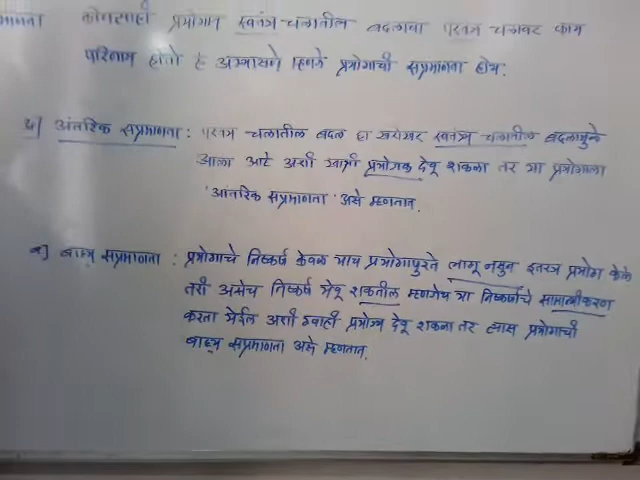 कोणत्याही प्रयोगात स्वतंत्र चलातील बदलाचा परतंत्र चलावर काय
परिणाम होतो हे अभ्यासणे म्हणजे प्रयोगाची सप्रमाणता होय.
अंतरिक सप्रमाणता : परतंत्र चलातील बदल हा खरोखर स्वतंत्र चलातील बदलामुळे
आला आहे अशी ग्वाही प्रयोगक देवू शकला तर त्या प्रयोगाला
'आंतरिक सप्रमाणता' असे म्हणतात.
ब) बाह्य सप्रमाणता : प्रयोगाचे निष्कर्ष केवळ त्याच प्रयोगापुरते लागू नसुन इतरत्र प्रयोग केले
तरी असेच निष्कर्ष येवू शकतील म्हणजेच त्या निष्कर्षाचे सामान्यीकरण
करता येईल अशी ग्वाही प्रयोज्य देवू शकला तर त्यास प्रयोगाची
बाह्य सप्रमाणता असे म्हणतात.